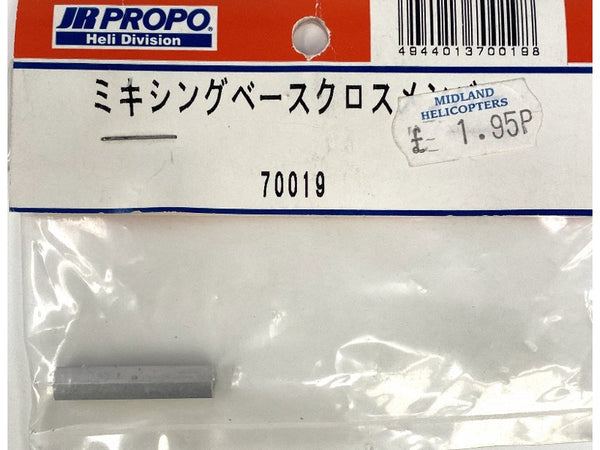 JR PROPO®
Heli Division
4944013700198
ミキシングベースクロスメン
MIDLAND
HELICOPTERS
£ 1.95P
70019